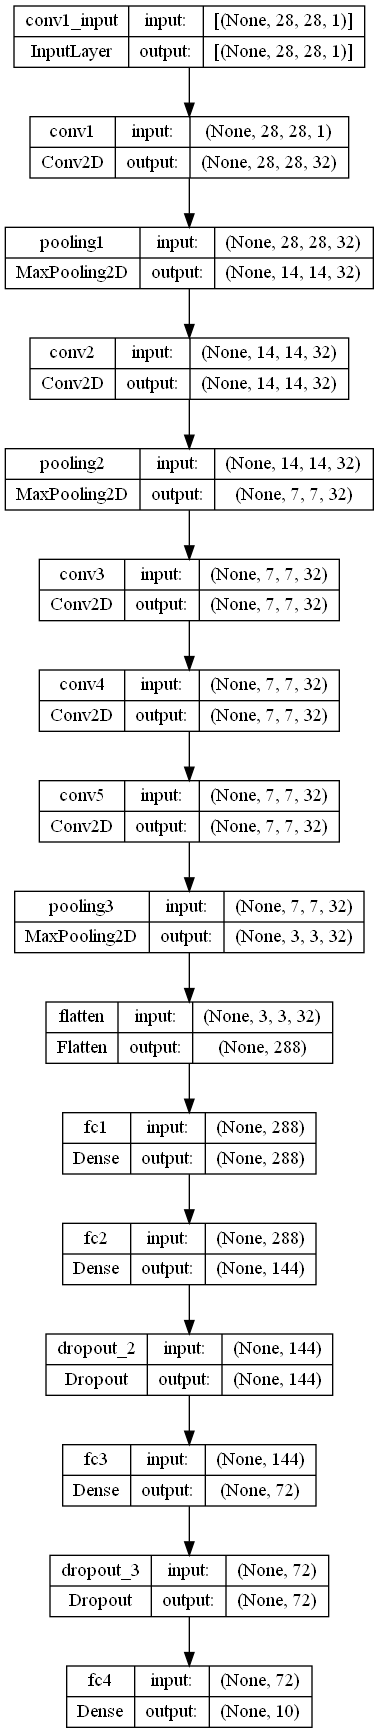 conv1_input input: [(None, 28, 28, 1)]
InputLayer output: [(None, 28, 28, 1)]
conv1 input: (None, 28, 28, 1)
Conv2D output: (None, 28, 28, 32)
pooling1 input: (None, 28, 28, 32)
MaxPooling2D output: (None, 14, 14, 32)
conv2 input: (None, 14, 14, 32)
Conv2D output: (None, 14, 14, 32)
pooling2 input: (None, 14, 14, 32)
MaxPooling2D output: (None, 7, 7, 32)
conv3 input: (None, 7, 7, 32)
Conv2D output: (None, 7, 7, 32)
conv4 input: (None, 7, 7, 32)
Conv2D output: (None, 7, 7, 32)
conv5 input: (None, 7, 7, 32)
Conv2D output: (None, 7, 7, 32)
pooling3 input: (None, 7, 7, 32)
MaxPooling2D output: (None, 3, 3, 32)
flatten input: (None, 3, 3, 32)
Flatten output: (None, 288)
fc1 input: (None, 288)
Dense output: (None, 288)
fc2 input: (None, 288)
Dense output: (None, 144)
dropout_2 input: (None, 144)
Dropout output: (None, 144)
fc3 input: (None, 144)
Dense output: (None, 72)
dropout_3 input: (None, 72)
Dropout output: (None, 72)
fc4 input: (None, 72)
Dense output: (None, 10)